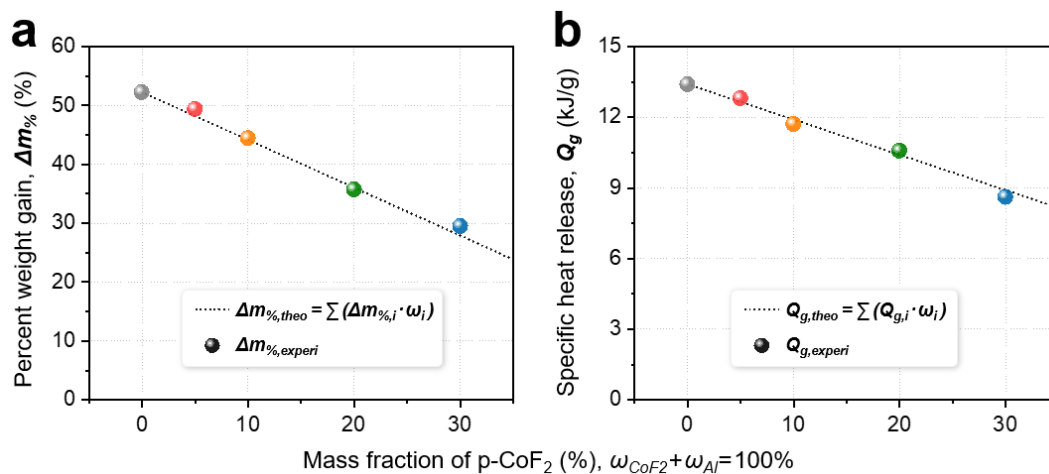 a
60
50
40
30
20
10
0
0 10 20 30
Percent weight gain, Δm% (%)
Δm%,theo = ∑ (Δm%,i · ωi)
Δm%,experi
b
15
12
9
6
3
0
0 10 20 30
Specific heat release, Qg (kJ/g)
Qg,theo = ∑ (Qg,i · ωi)
Qg,experi
Mass fraction of p-CoF2 (%), ωCoF2+ωAl=100%